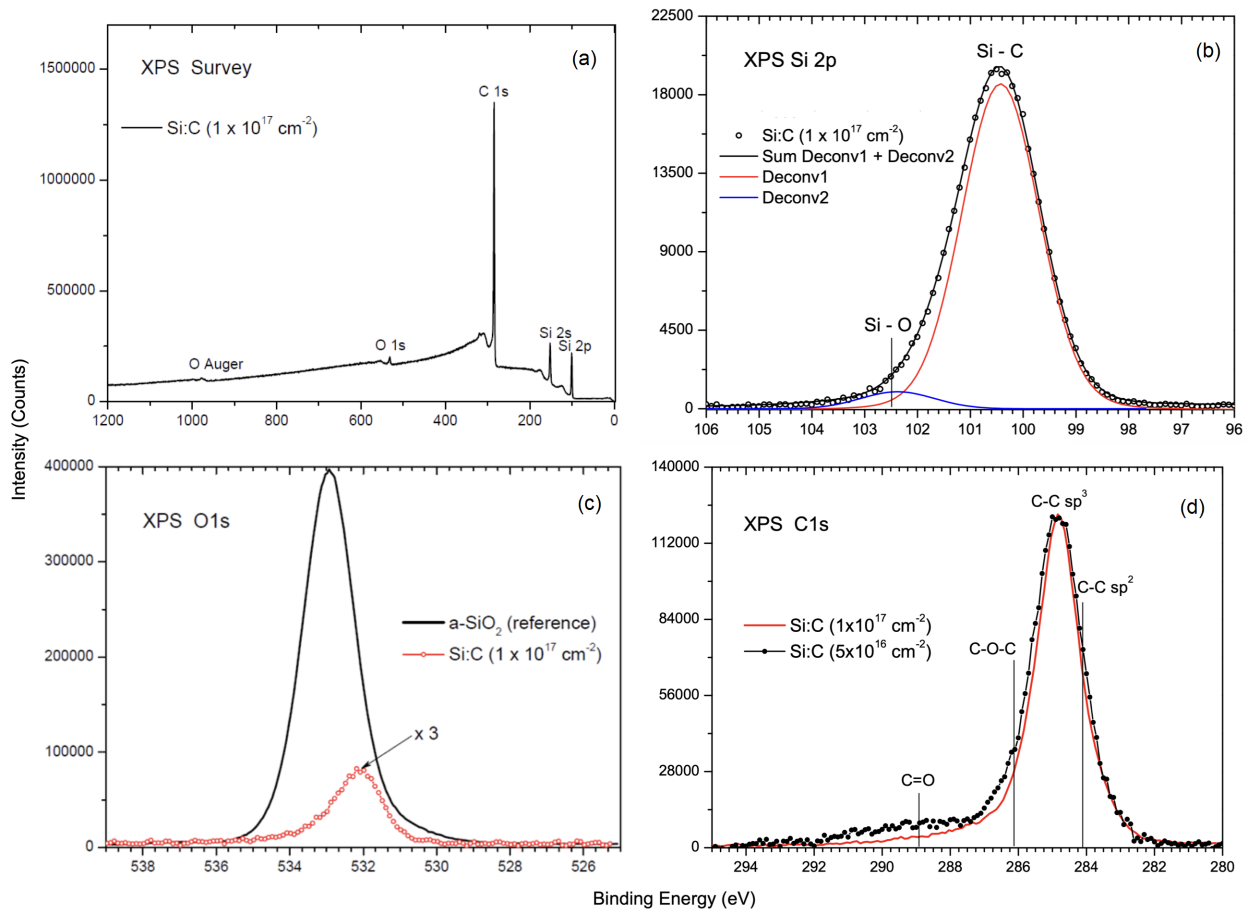 Intensity (Counts)
(a)
XPS Survey
Si:C (1 x 10¹⁷ cm⁻²)
C 1s
O Auger
O 1s
Si 2s
Si 2p
1500000
1000000
500000
0
1200 1000 800 600 400 200 0
(b)
XPS Si 2p
Si - C
Si:C (1 x 10¹⁷ cm⁻²)
Sum Deconv1 + Deconv2
Deconv1
Deconv2
Si - O
22500
18000
13500
9000
4500
0
106 105 104 103 102 101 100 99 98 97 96
(c)
XPS O1s
a-SiO₂ (reference)
Si:C (1 x 10¹⁷ cm⁻²)
x 3
400000
300000
200000
100000
0
538 536 534 532 530 528 526
(d)
XPS C1s
C-C sp³
C-C sp²
Si:C (1x10¹⁷ cm⁻²)
Si:C (5x10¹⁶ cm⁻²)
C-O-C
C=O
140000
112000
84000
56000
28000
0
294 292 290 288 286 284 282 280
Binding Energy (eV)